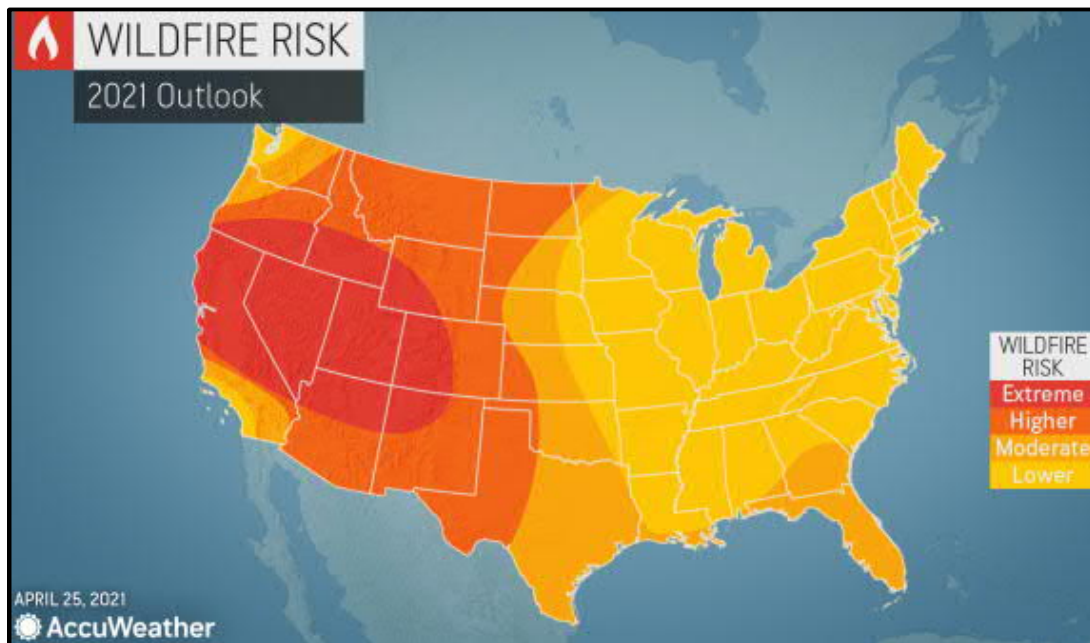 WILDFIRE RISK
2021 Outlook
WILDFIRE
RISK
Extreme
Higher
Moderate
Lower
APRIL 25, 2021
AccuWeather